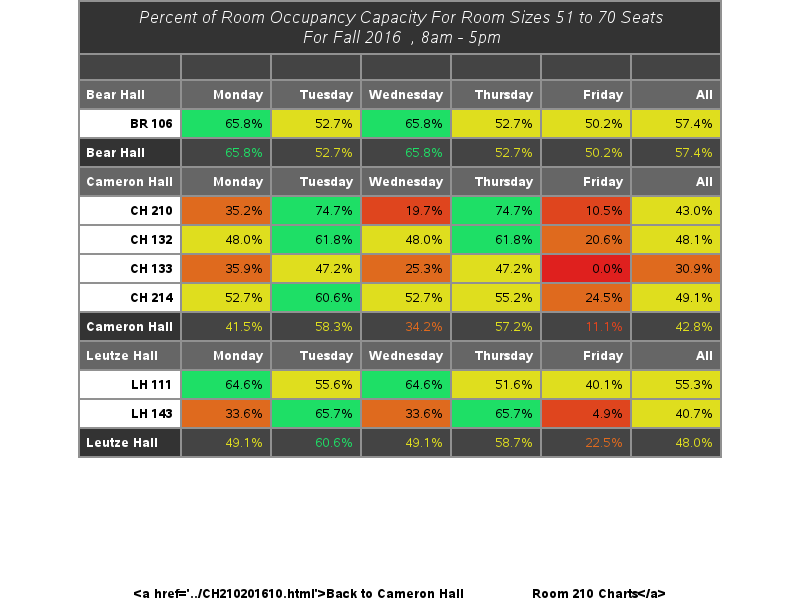 Percent of Room Occupancy Capacity For Room Sizes 51 to 70 Seats
For Fall 2016 , 8am - 5pm
Bear Hall Monday Tuesday Wednesday Thursday Friday All
BR 106 65.8% 52.7% 65.8% 52.7% 50.2% 57.4%
Bear Hall 65.8% 52.7% 65.8% 52.7% 50.2% 57.4%
Cameron Hall Monday Tuesday Wednesday Thursday Friday All
CH 210 35.2% 74.7% 19.7% 74.7% 10.5% 43.0%
CH 132 48.0% 61.8% 48.0% 61.8% 20.6% 48.1%
CH 133 35.9% 47.2% 25.3% 47.2% 0.0% 30.9%
CH 214 52.7% 60.6% 52.7% 55.2% 24.5% 49.1%
Cameron Hall 41.5% 58.3% 34.2% 57.2% 11.1% 42.8%
Leutze Hall Monday Tuesday Wednesday Thursday Friday All
LH 111 64.6% 55.6% 64.6% 51.6% 40.1% 55.3%
LH 143 33.6% 65.7% 33.6% 65.7% 4.9% 40.7%
Leutze Hall 49.1% 60.6% 49.1% 58.7% 22.5% 48.0%
<a href='../CH210201610.html'>Back to Cameron Hall Room 210 Charts</a>